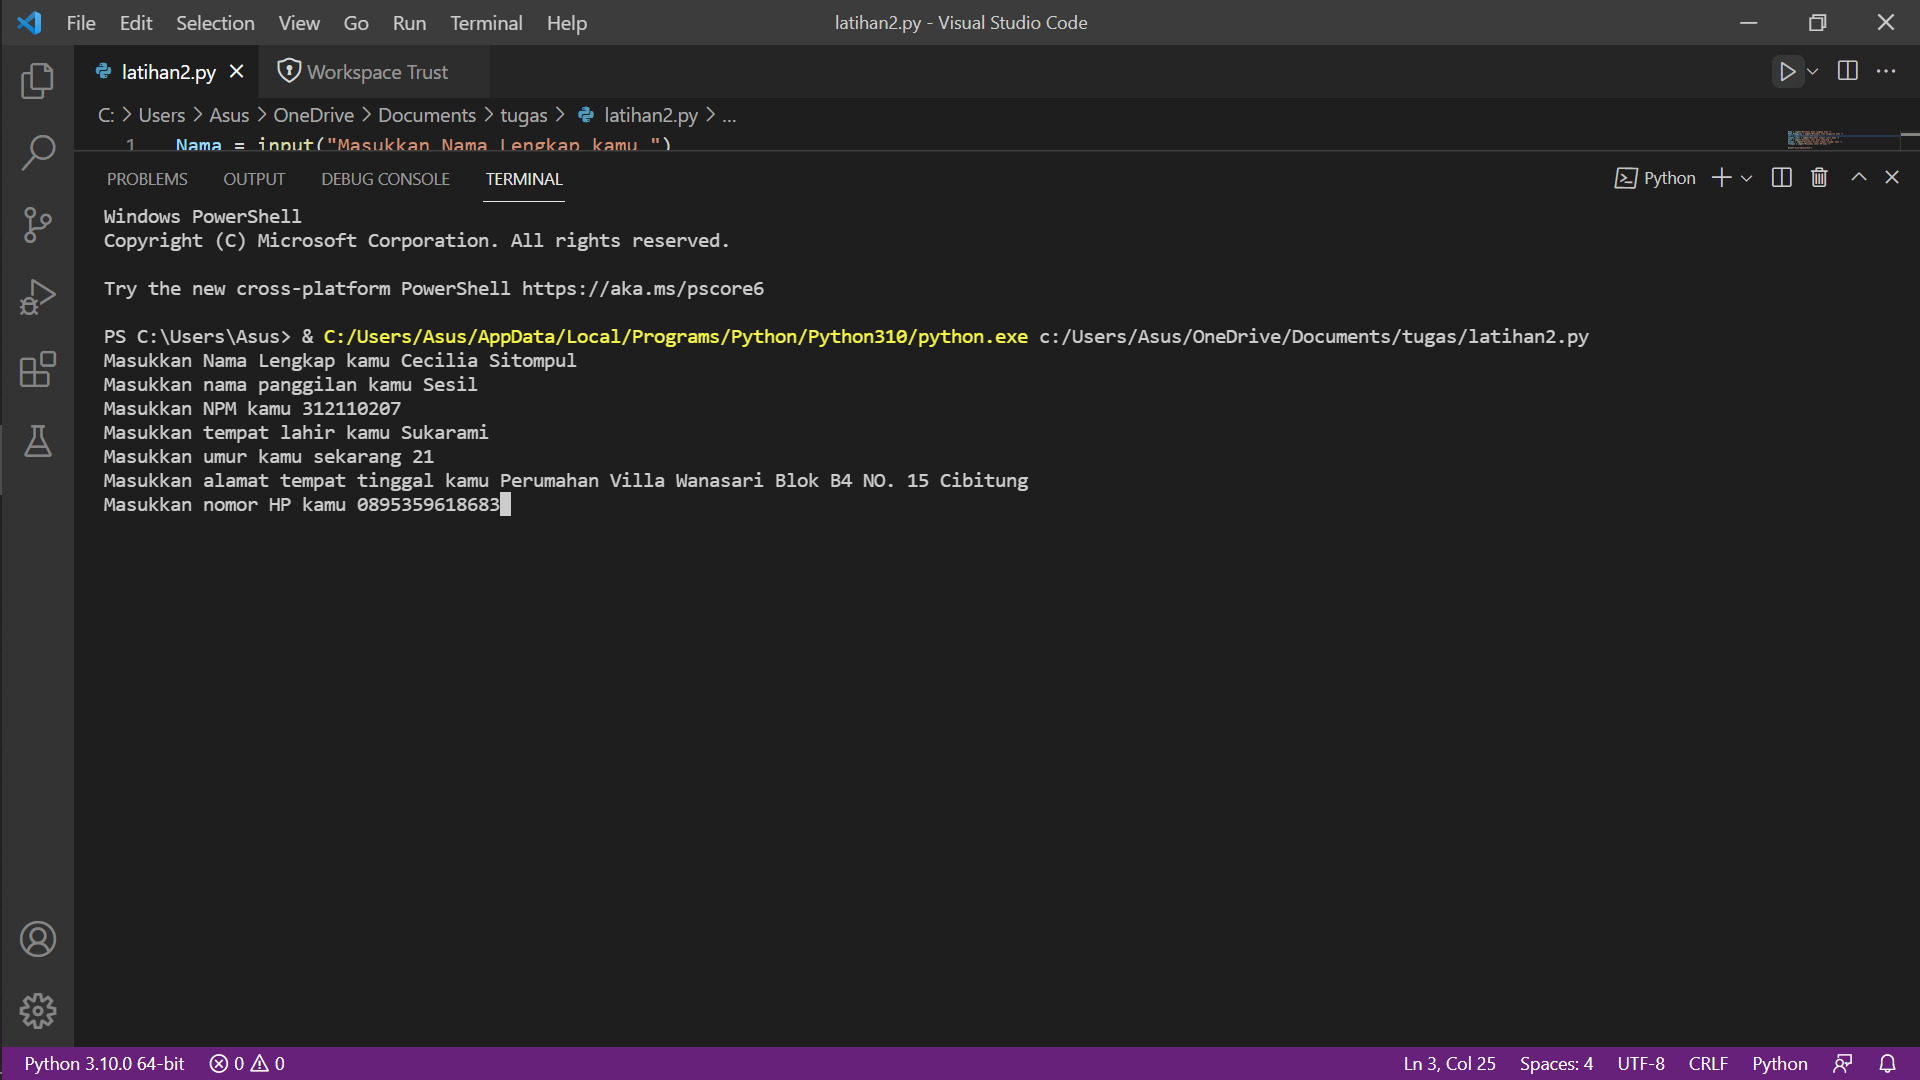 File Edit Selection View Go Run Terminal Help latihan2.py - Visual Studio Code
latihan2.py Workspace Trust
C: > Users > Asus > OneDrive > Documents > tugas > latihan2.py > ...
1 Nama = input("Masukkan Nama Lengkap kamu ")
PROBLEMS OUTPUT DEBUG CONSOLE TERMINAL Python
Windows PowerShell
Copyright (C) Microsoft Corporation. All rights reserved.
Try the new cross-platform PowerShell https://aka.ms/pscore6
PS C:\Users\Asus> & C:/Users/Asus/AppData/Local/Programs/Python/Python310/python.exe c:/Users/Asus/OneDrive/Documents/tugas/latihan2.py
Masukkan Nama Lengkap kamu Cecilia Sitompul
Masukkan nama panggilan kamu Sesil
Masukkan NPM kamu 312110207
Masukkan tempat lahir kamu Sukarami
Masukkan umur kamu sekarang 21
Masukkan alamat tempat tinggal kamu Perumahan Villa Wanasari Blok B4 NO. 15 Cibitung
Masukkan nomor HP kamu 0895359618683
Python 3.10.0 64-bit 0 0 Ln 3, Col 25 Spaces: 4 UTF-8 CRLF Python